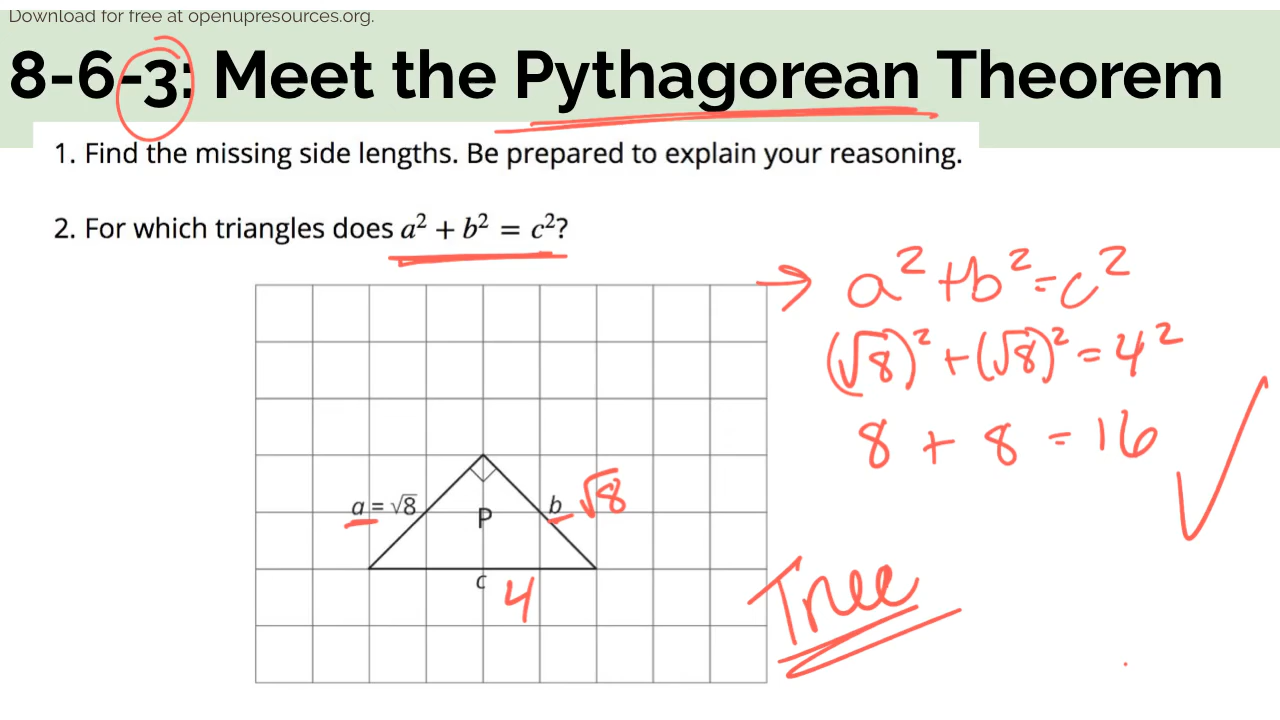 Download for free at openupresources.org.
8-6-3: Meet the Pythagorean Theorem
1. Find the missing side lengths. Be prepared to explain your reasoning.
2. For which triangles does a² + b² = c²?
→ a² + b² = c²
(√8)² + (√8)² = 4²
8 + 8 = 16
a = √8
b √8
P
c 4
True